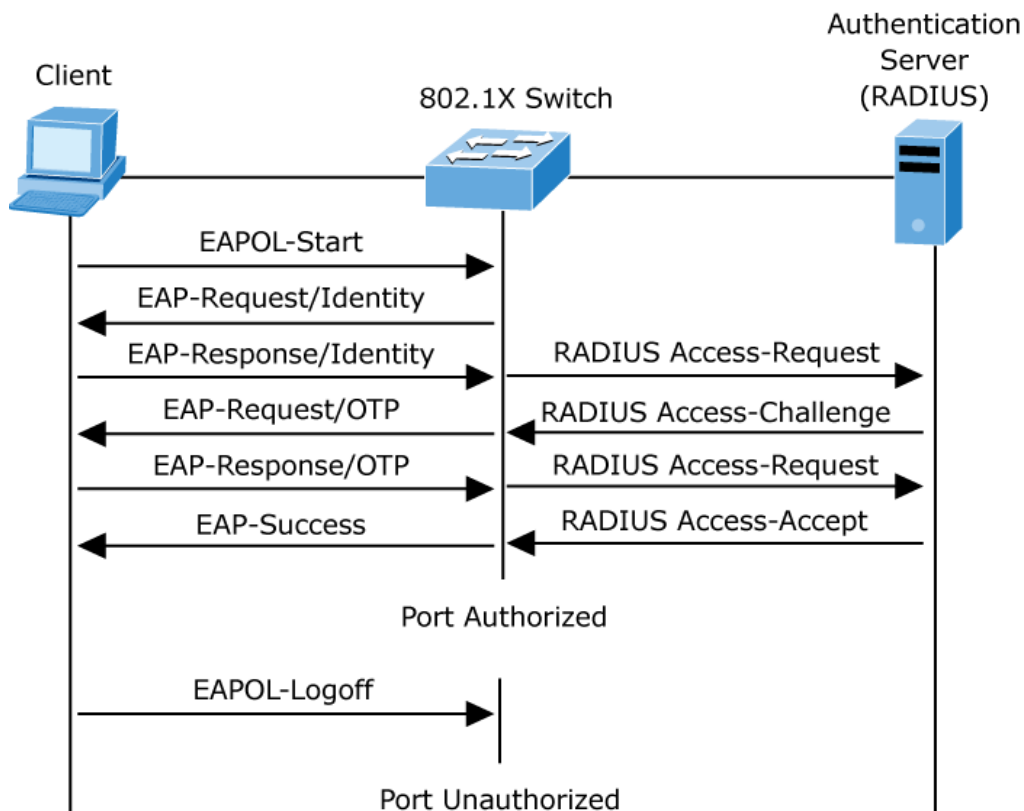 Authentication
Server
(RADIUS)
Client
802.1X Switch
EAPOL-Start
EAP-Request/Identity
EAP-Response/Identity
RADIUS Access-Request
EAP-Request/OTP
RADIUS Access-Challenge
EAP-Response/OTP
RADIUS Access-Request
EAP-Success
RADIUS Access-Accept
Port Authorized
EAPOL-Logoff
Port Unauthorized